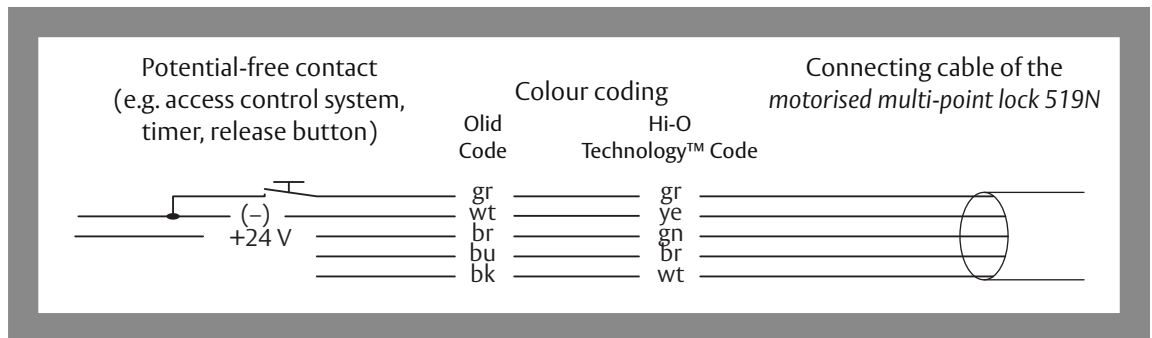 Potential-free contact
(e.g. access control system,
timer, release button)
Colour coding
Olid
Code
Hi-O
Technology™ Code
Connecting cable of the
motorised multi-point lock 519N
gr gr
(–) wt ye
+24 V br gn
bu br
bk wt